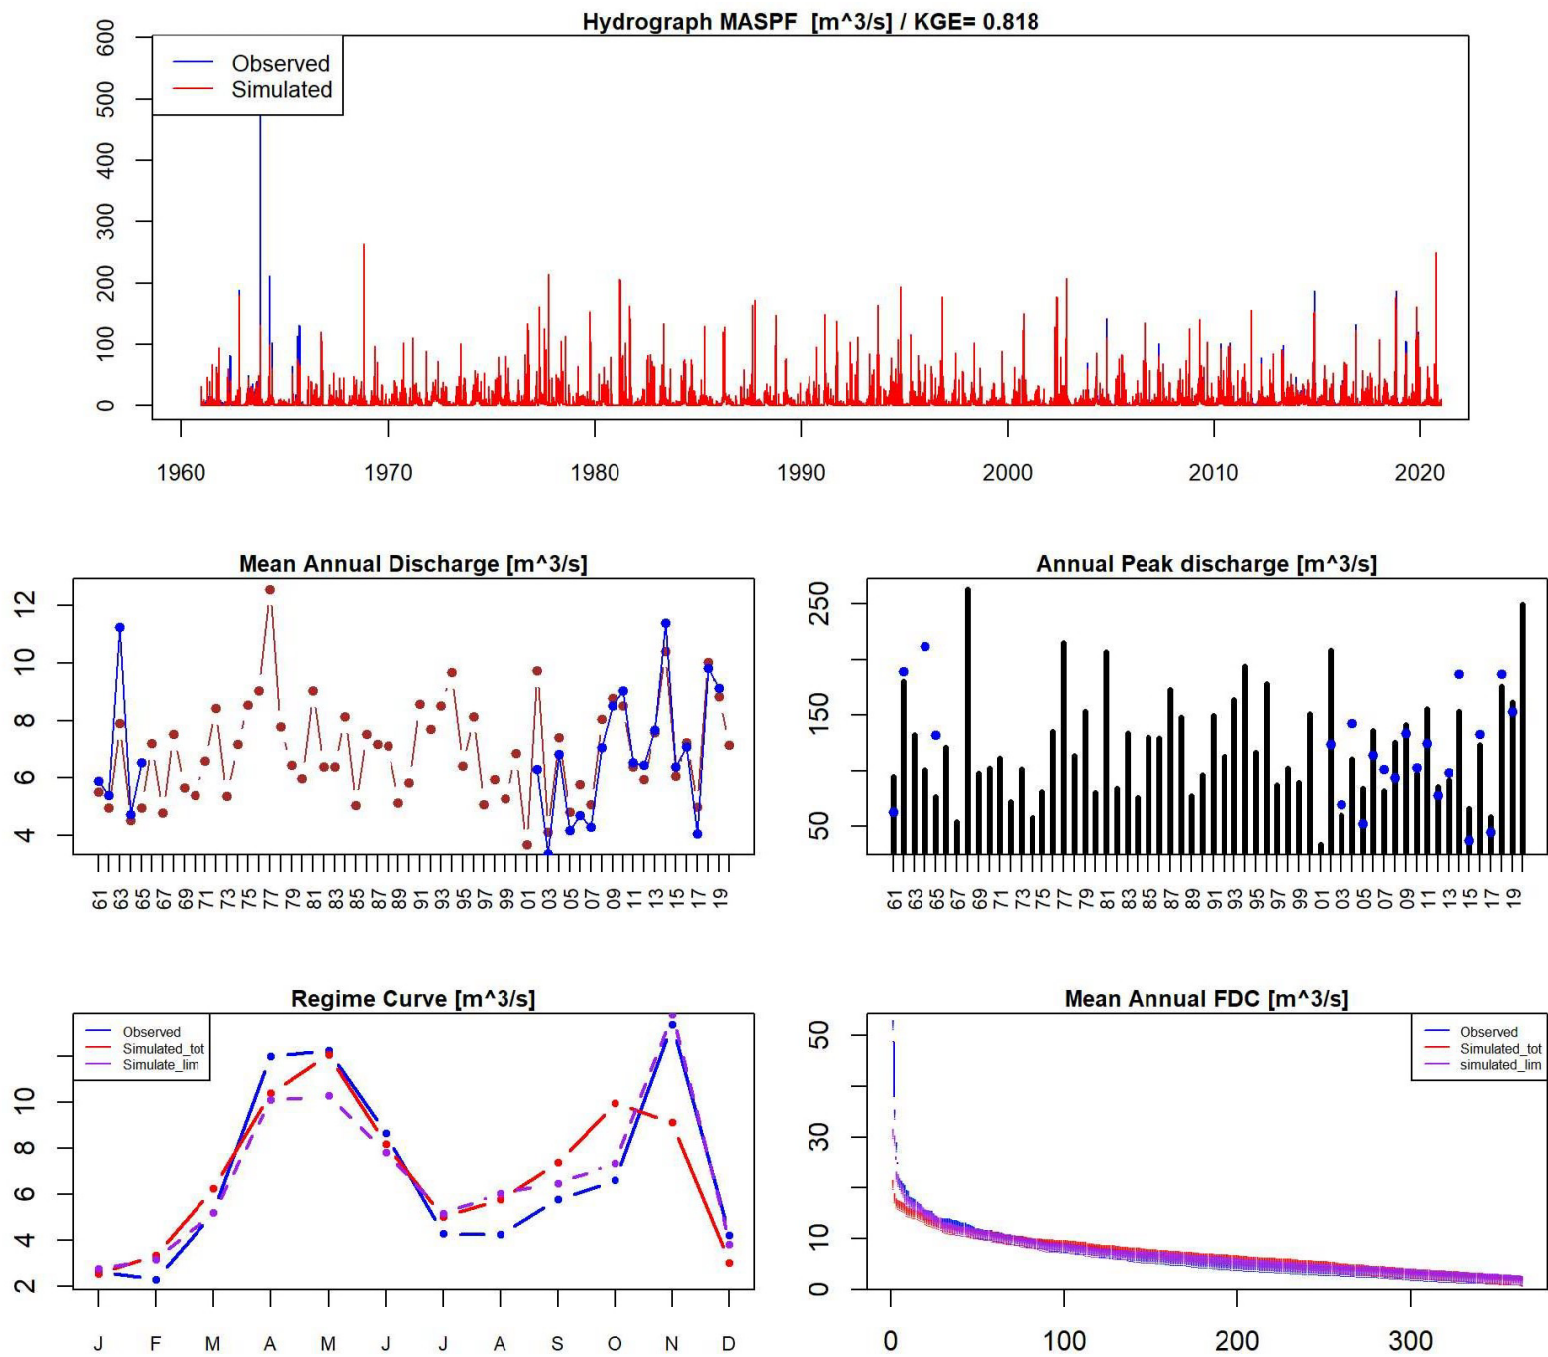 Hydrograph MASPF [m^3/s] / KGE= 0.818
600
500
400
300
200
100
0
Observed
Simulated
1960 1970 1980 1990 2000 2010 2020
Mean Annual Discharge [m^3/s]
12
10
8
6
4
61 63 65 67 69 71 73 75 77 79 81 83 85 87 89 91 93 95 97 99 01 03 05 07 09 11 13 15 17 19
Annual Peak discharge [m^3/s]
250
150
50
61 63 65 67 69 71 73 75 77 79 81 83 85 87 89 91 93 95 97 99 01 03 05 07 09 11 13 15 17 19
Regime Curve [m^3/s]
Observed
Simulated_tot
Simulate_lim
10
8
6
4
2
J F M A M J J A S O N D
Mean Annual FDC [m^3/s]
Observed
Simulated_tot
simulated_lim
50
30
10
0
0 100 200 300